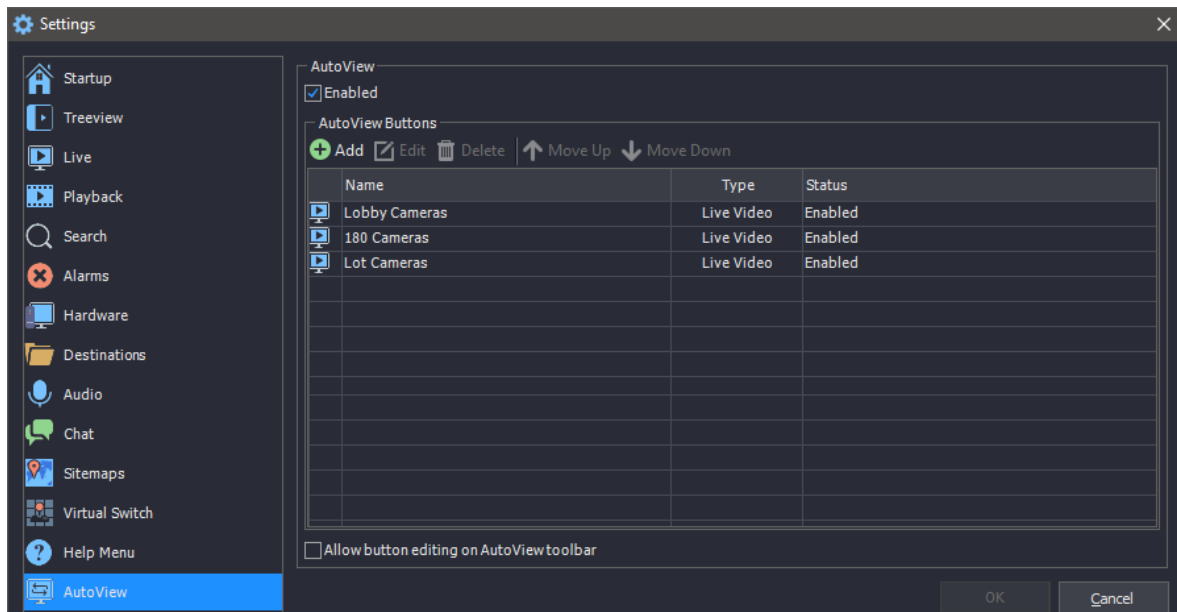 Settings
Startup
Treeview
Live
Playback
Search
Alarms
Hardware
Destinations
Audio
Chat
Sitemaps
Virtual Switch
Help Menu
AutoView
AutoView
Enabled
AutoView Buttons
Add Edit Delete Move Up Move Down
Name Type Status
Lobby Cameras Live Video Enabled
180 Cameras Live Video Enabled
Lot Cameras Live Video Enabled
Allow button editing on AutoView toolbar
OK Cancel